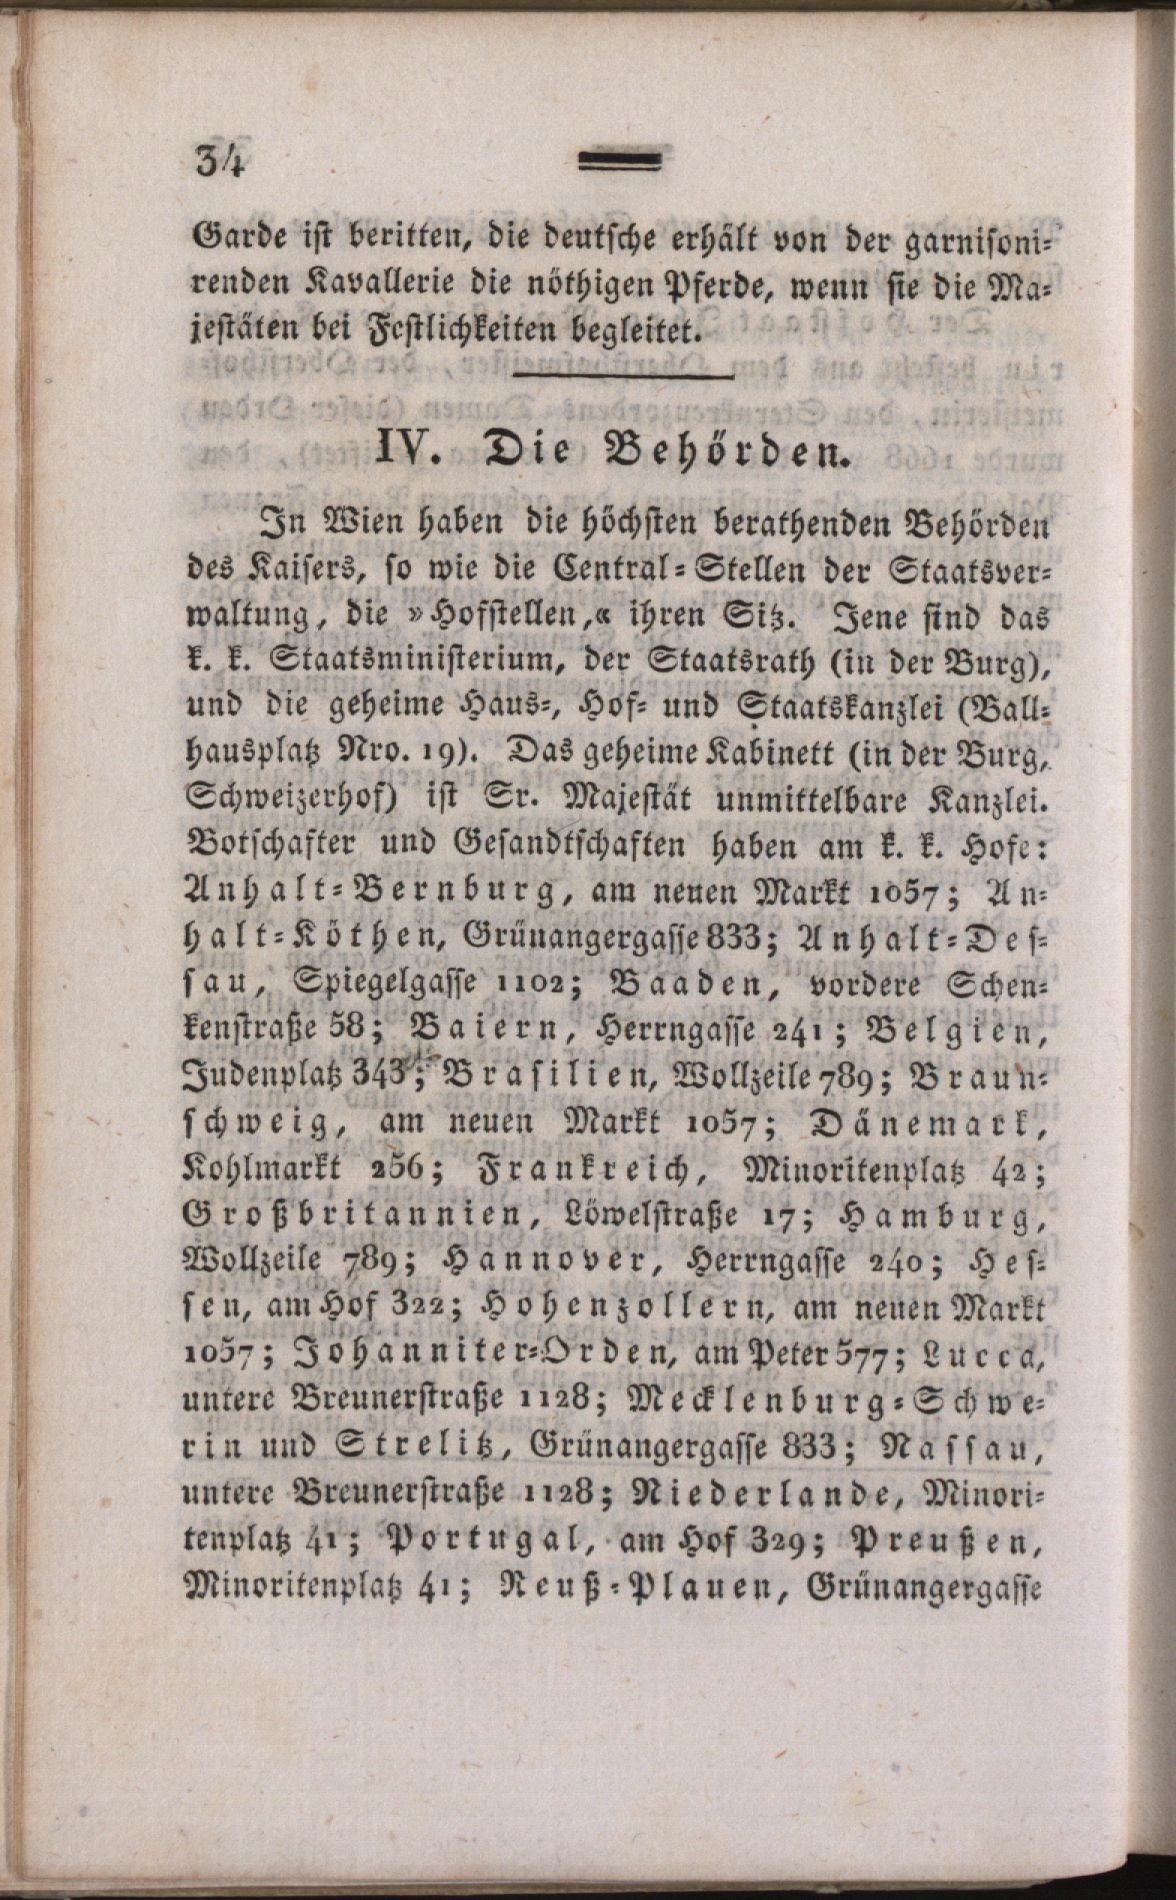 34
Garde ist beritten, die deutsche erhält von der garnisoni-
renden Kavallerie die nöthigen Pferde, wenn sie die Ma-
jestäten bei Festlichkeiten begleitet.
IV. Die Behörden.
In Wien haben die höchsten berathenden Behörden
des Kaisers, so wie die Central-Stellen der Staatsver-
waltung, die »Hofstellen,« ihren Sitz. Jene sind das
k. k. Staatsministerium, der Staatsrath (in der Burg),
und die geheime Haus-, Hof- und Staatskanzlei (Ball-
hausplatz Nro. 19). Das geheime Kabinett (in der Burg,
Schweizerhof) ist Sr. Majestät unmittelbare Kanzlei.
Botschafter und Gesandtschaften haben am k. k. Hofe:
Anhalt-Bernburg, am neuen Markt 1057; An-
halt-Köthen, Grünangergasse 833; Anhalt-Des-
sau, Spiegelgasse 1102; Baaden, vordere Schen-
kenstraße 58; Baiern, Herrngasse 241; Belgien,
Judenplatz 343; Brasilien, Wollzeile 789; Braun-
schweig, am neuen Markt 1057; Dänemark,
Kohlmarkt 256; Frankreich, Minoritenplatz 42;
Großbritannien, Löwelstraße 17; Hamburg,
Wollzeile 789; Hannover, Herrngasse 240; Hes-
sen, am Hof 322; Hohenzollern, am neuen Markt
1057; Johanniter-Orden, am Peter 577; Lucca,
untere Breunerstraße 1128; Mecklenburg-Schwe-
rin und Strelitz, Grünangergasse 833; Nassau,
untere Breunerstraße 1128; Niederlande, Minori-
tenplatz 41; Portugal, am Hof 329; Preußen,
Minoritenplatz 41; Reuß-Plauen, Grünangergasse